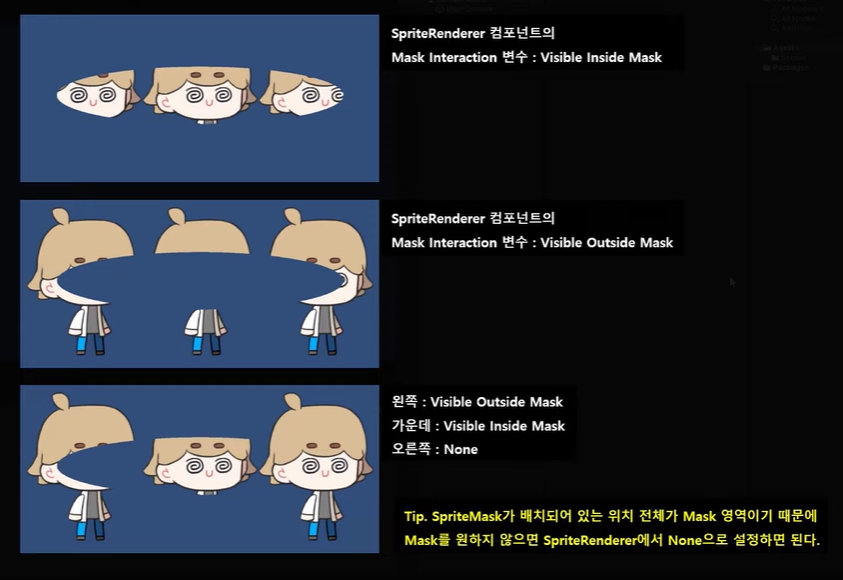 SpriteRenderer 컴포넌트의
Mask Interaction 변수 : Visible Inside Mask
SpriteRenderer 컴포넌트의
Mask Interaction 변수 : Visible Outside Mask
왼쪽 : Visible Outside Mask
가운데 : Visible Inside Mask
오른쪽 : None
Tip. SpriteMask가 배치되어 있는 위치 전체가 Mask 영역이기 때문에
Mask를 원하지 않으면 SpriteRenderer에서 None으로 설정하면 된다.